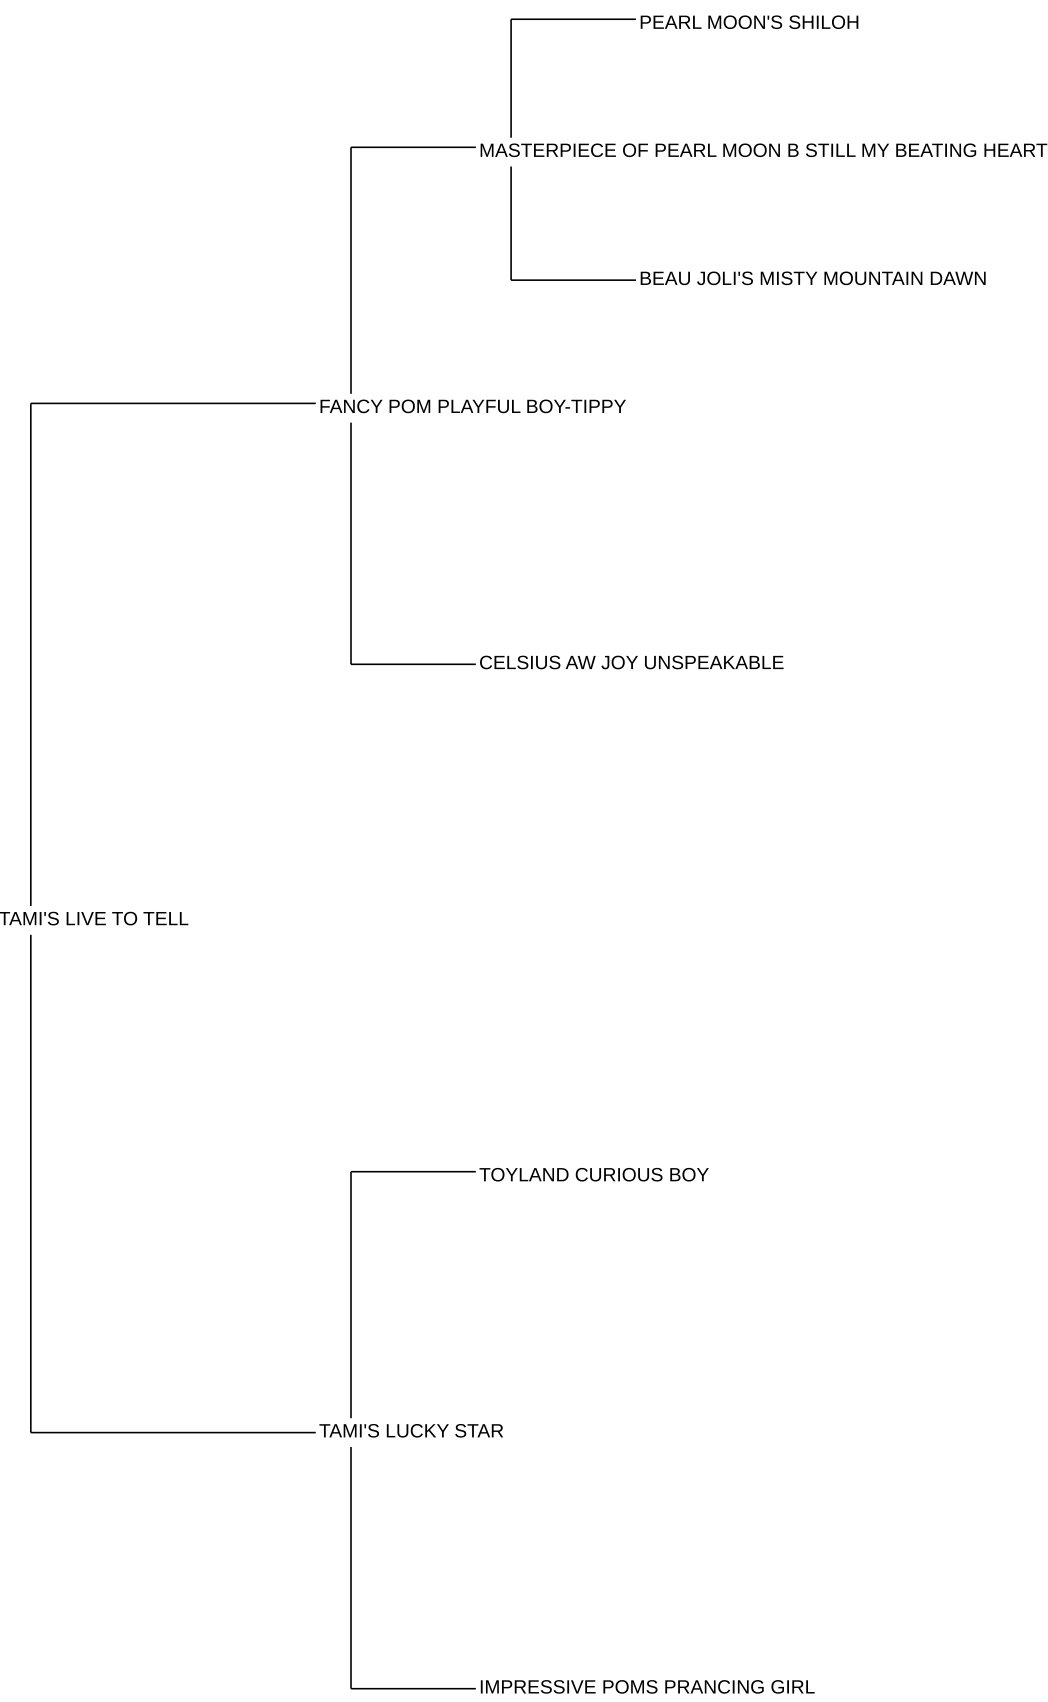 PEARL MOON'S SHILOH
MASTERPIECE OF PEARL MOON B STILL MY BEATING HEART
BEAU JOLI'S MISTY MOUNTAIN DAWN
FANCY POM PLAYFUL BOY-TIPPY
CELSIUS AW JOY UNSPEAKABLE
TAMI'S LIVE TO TELL
TOYLAND CURIOUS BOY
TAMI'S LUCKY STAR
IMPRESSIVE POMS PRANCING GIRL